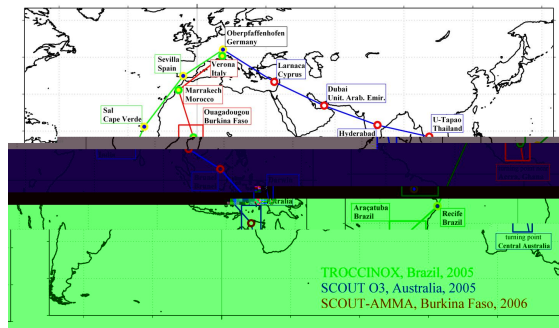 Oberpfaffenhofen
Germany
Sevilla
Spain
Verona
Italy
Larnaca
Cyprus
Marrakech
Morocco
Dubai
Unit. Arab. Emir.
Sal
Cape Verde
Ouagadougou
Burkina Faso
U-Tapao
Thailand
Hyderabad
Araçatuba
Brazil
Recife
Brazil
turning point
Central Australia
TROCCINOX, Brazil, 2005
SCOUT O3, Australia, 2005
SCOUT-AMMA, Burkina Faso, 2006